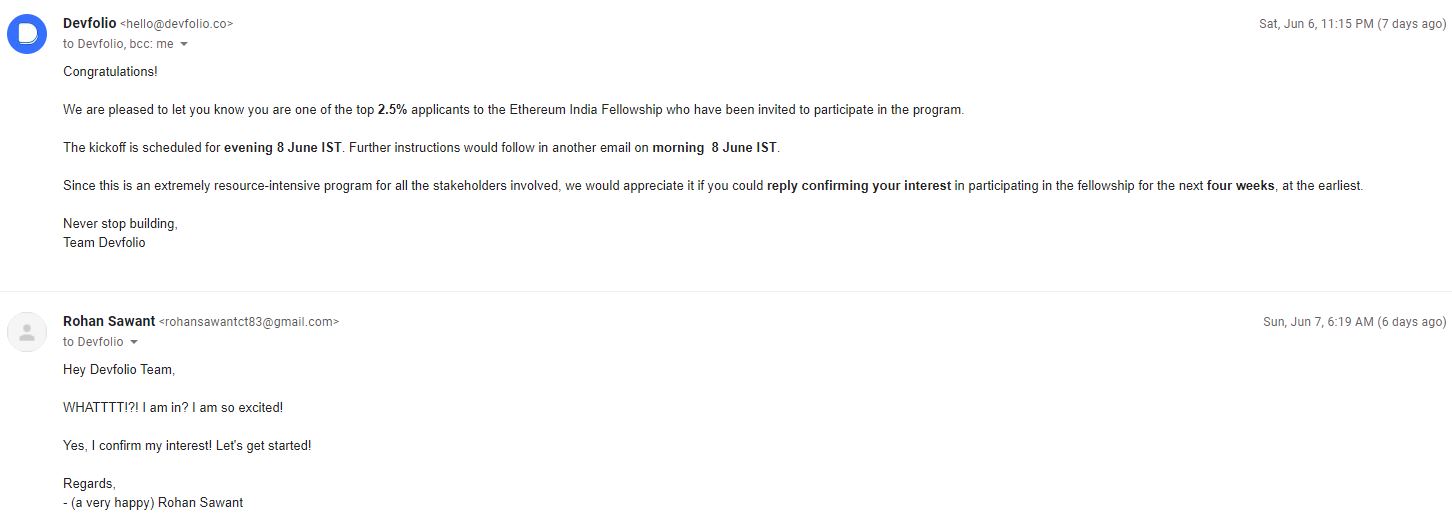 Devfolio <hello@devfolio.co> Sat, Jun 6, 11:15 PM (7 days ago)
to Devfolio, bcc: me
Congratulations!
We are pleased to let you know you are one of the top 2.5% applicants to the Ethereum India Fellowship who have been invited to participate in the program.
The kickoff is scheduled for evening 8 June IST. Further instructions would follow in another email on morning  8 June IST.
Since this is an extremely resource-intensive program for all the stakeholders involved, we would appreciate it if you could reply confirming your interest in participating in the fellowship for the next four weeks, at the earliest.
Never stop building,
Team Devfolio
Rohan Sawant <rohansawantct83@gmail.com> Sun, Jun 7, 6:19 AM (6 days ago)
to Devfolio
Hey Devfolio Team,
WHATTTT!?! I am in? I am so excited!
Yes, I confirm my interest! Let's get started!
Regards,
- (a very happy) Rohan Sawant